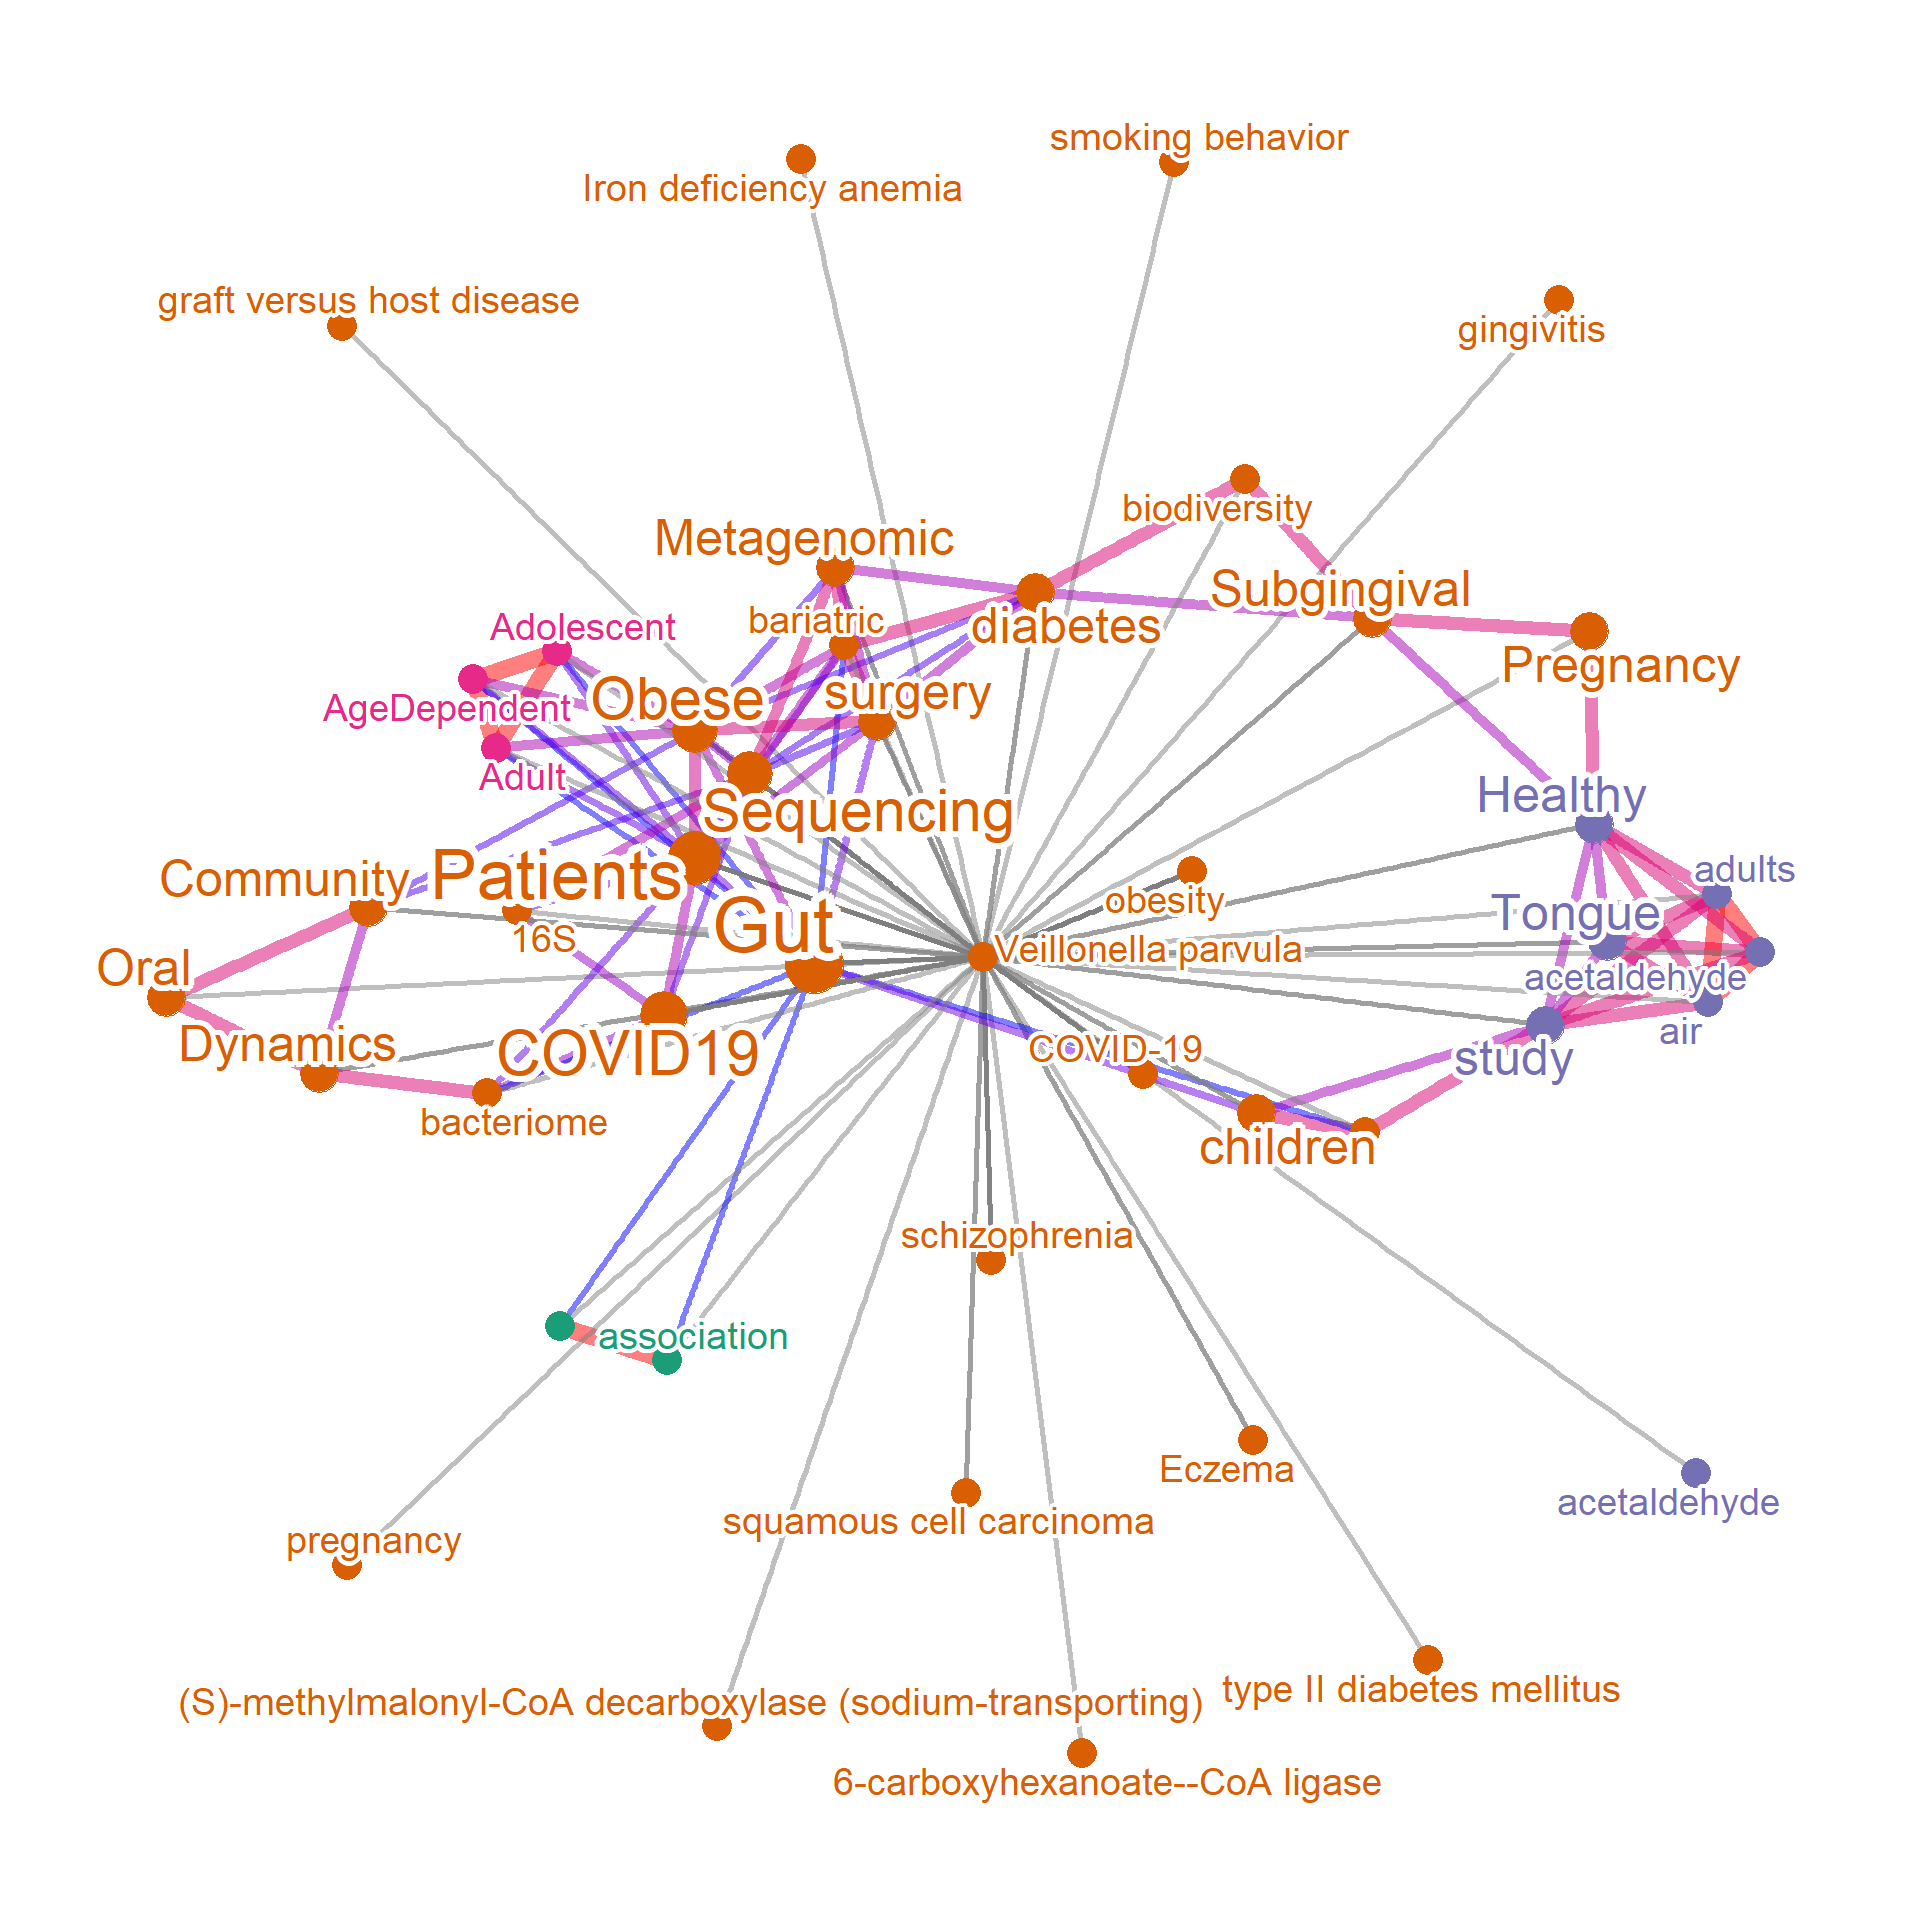 smoking behavior
Iron deficiency anemia
graft versus host disease
gingivitis
biodiversity
Metagenomic
Subgingival
bariatric
diabetes
Adolescent
Pregnancy
surgery
Obese
AgeDependent
Adult
Healthy
Sequencing
adults
Patients
Community
obesity
Tongue
Gut
16S
Veillonella parvula
Oral
acetaldehyde
air
Dynamics
COVID19
COVID-19
study
bacteriome
children
schizophrenia
association
Eczema
acetaldehyde
squamous cell carcinoma
pregnancy
type II diabetes mellitus
(S)-methylmalonyl-CoA decarboxylase (sodium-transporting)
6-carboxyhexanoate--CoA ligase